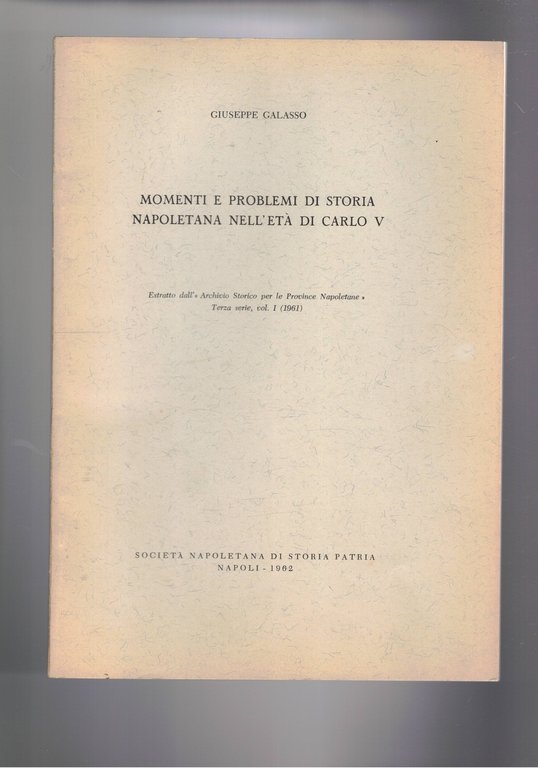 GIUSEPPE GALASSO
MOMENTI E PROBLEMI DI STORIA
NAPOLETANA NELL'ETÀ DI CARLO V
Estratto dall'« Archivio Storico per le Province Napoletane »
Terza serie, vol. I (1961)
SOCIETÀ NAPOLETANA DI STORIA PATRIA
NAPOLI - 1962